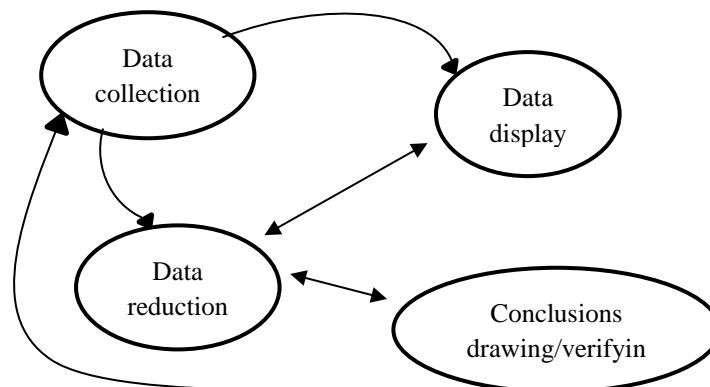 Data
collection
Data
display
Data
reduction
Conclusions
drawing/verifyin